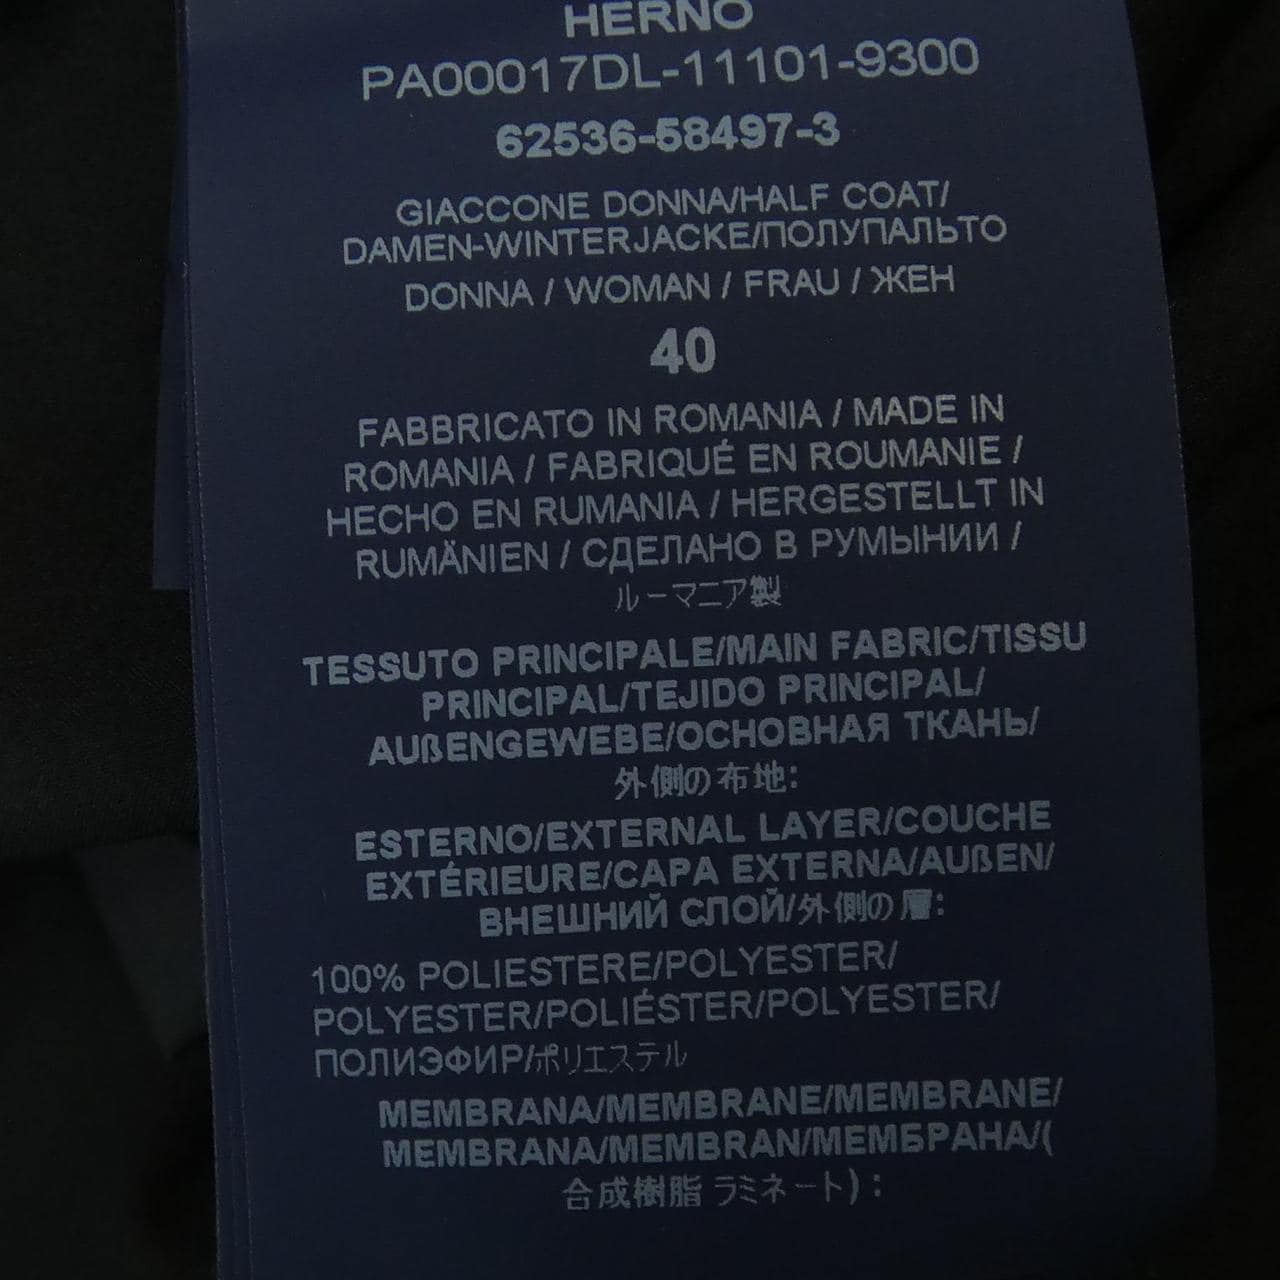 HERNO
PA00017DL-11101-9300
62536-58497-3
GIACCONE DONNA/HALF COAT/
DAMEN-WINTERJACKE/ПОЛУПАЛЬТО
DONNA / WOMAN / FRAU / ЖЕН
40
FABBRICATO IN ROMANIA / MADE IN
ROMANIA / FABRIQUÉ EN ROUMANIE /
HECHO EN RUMANIA / HERGESTELLT IN
RUMÄNIEN / СДЕЛАНО В РУМЫНИИ /
ルーマニア製
TESSUTO PRINCIPALE/MAIN FABRIC/TISSU
PRINCIPAL/TEJIDO PRINCIPAL/
AUßENGEWEBE/ОСНОВНАЯ ТКАНЬ/
外側の布地:
ESTERNO/EXTERNAL LAYER/COUCHE
EXTÉRIEURE/CAPA EXTERNA/AUßEN/
ВНЕШНИЙ СЛОЙ/外側の層:
100% POLIESTERE/POLYESTER/
POLYESTER/POLIÉSTER/POLYESTER/
ПОЛИЭФИР/ポリエステル
MEMBRANA/MEMBRANE/MEMBRANE/
MEMBRANA/MEMBRAN/МЕМБРАНА/(
合成樹脂 ラミネート):